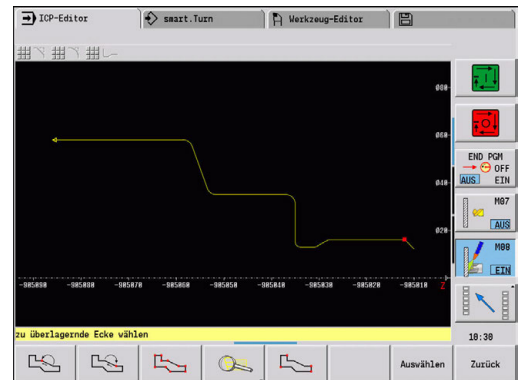 ICP-Editor smart.Turn Werkzeug-Editor
Ø80
Ø60
Ø40
Ø20
-985090 -985080 -985070 -985060 -985050 -985040 -985030 -985020 -985010 Z
zu überlagernde Ecke wählen
Auswählen Zurück
END PGM
OFF
AUS EIN
M07
AUS
M08
EIN
10:30